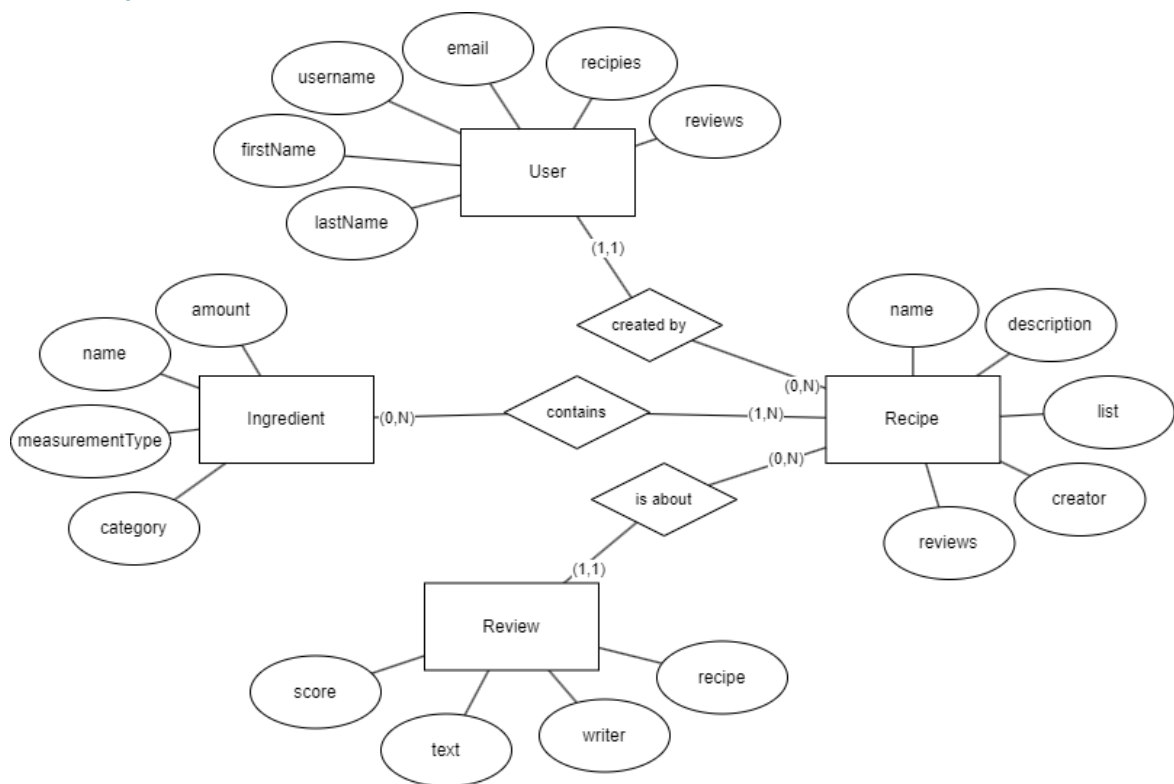 email
recipies
username
reviews
firstName
User
lastName
(1,1)
amount
name
description
created by
name
(0,N)
list
Ingredient
(0,N)
contains
(1,N)
Recipe
measurementType
(0,N)
is about
creator
category
reviews
(1,1)
Review
recipe
score
writer
text